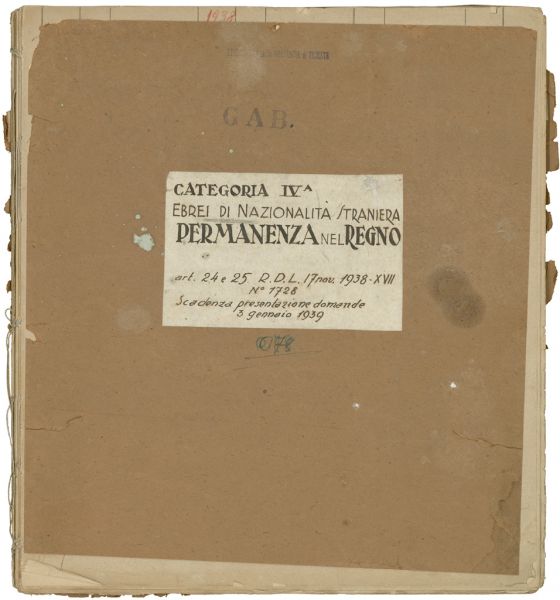 1938
GAB.
CATEGORIA IVᴬ
EBREI DI NAZIONALITÀ STRANIERA
PERMANENZA NEL REGNO
art. 24 e 25 R.D.L. 17 nov. 1938-XVII
N° 1728
Scadenza presentazione domande
3 gennaio 1939